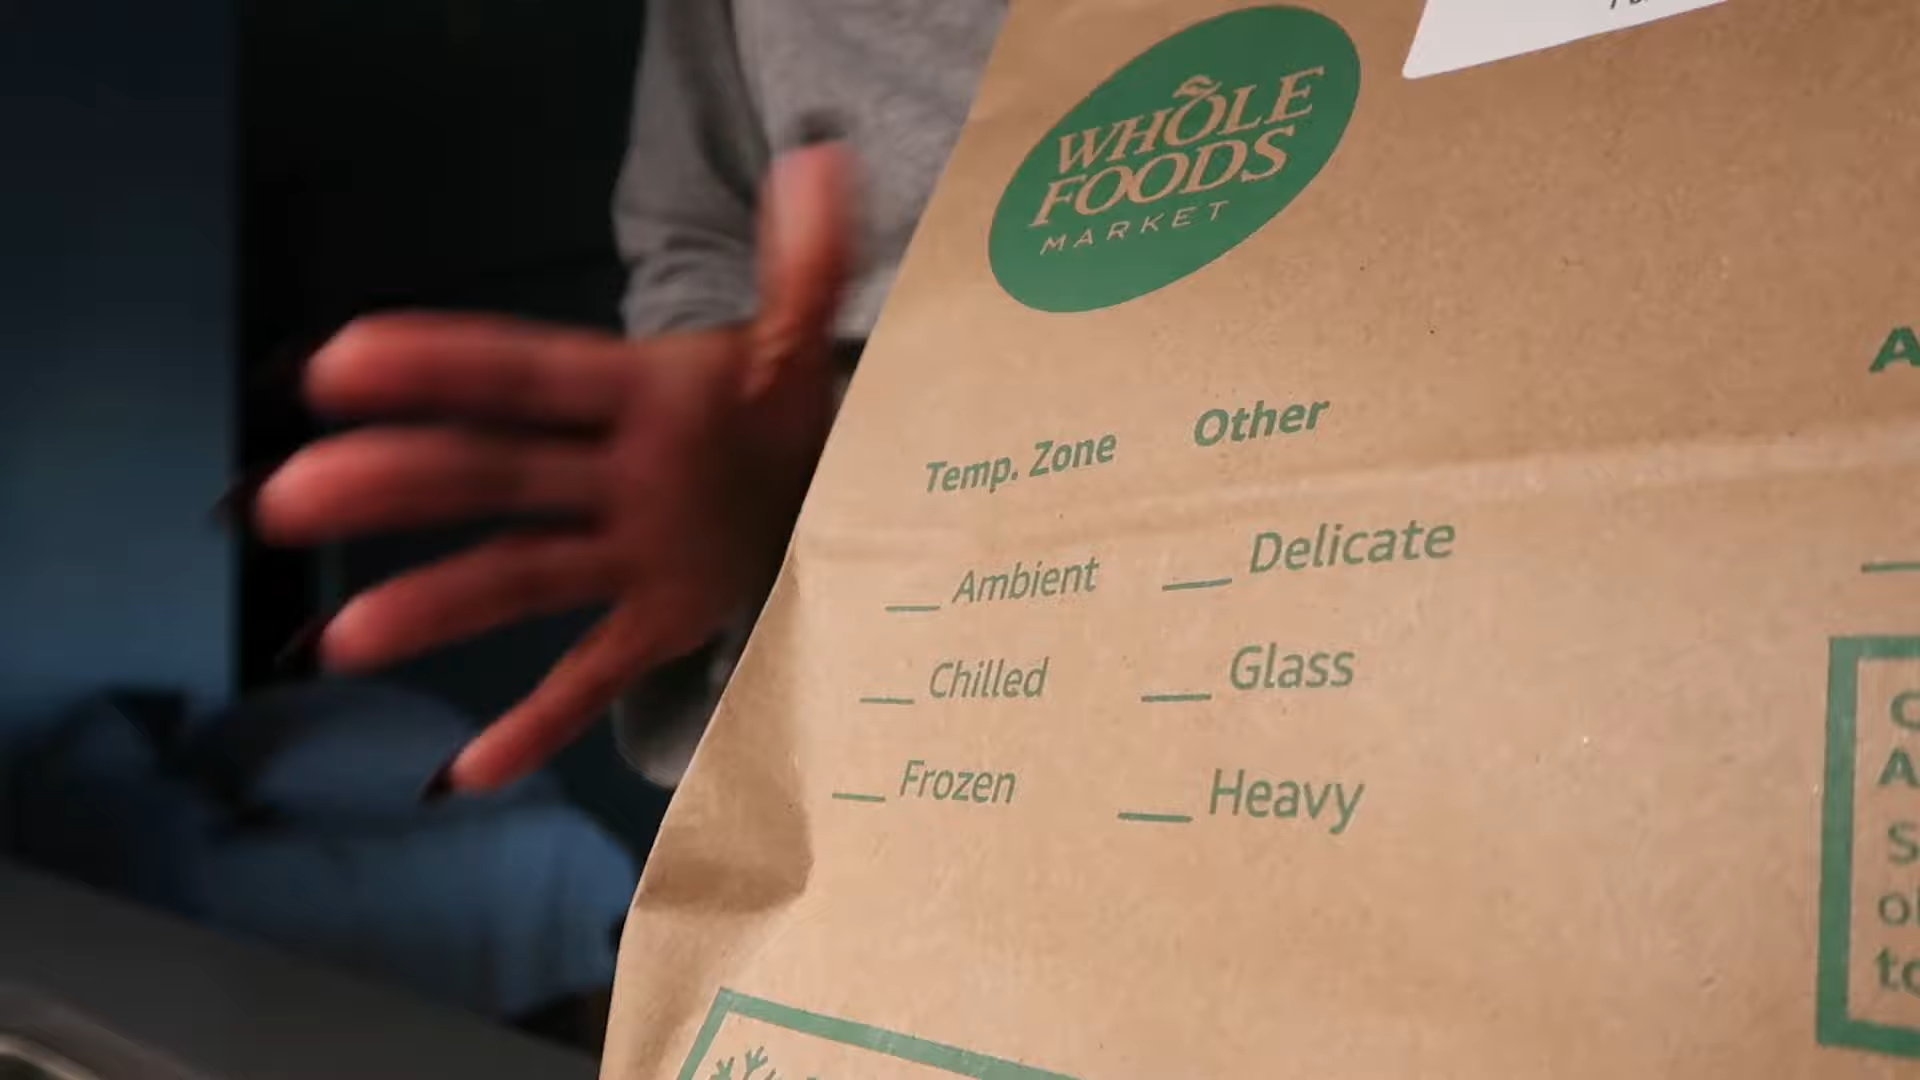 WHOLE
FOODS
MARKET
Temp. Zone Other
__ Ambient __ Delicate
__ Chilled __ Glass
__ Frozen __ Heavy